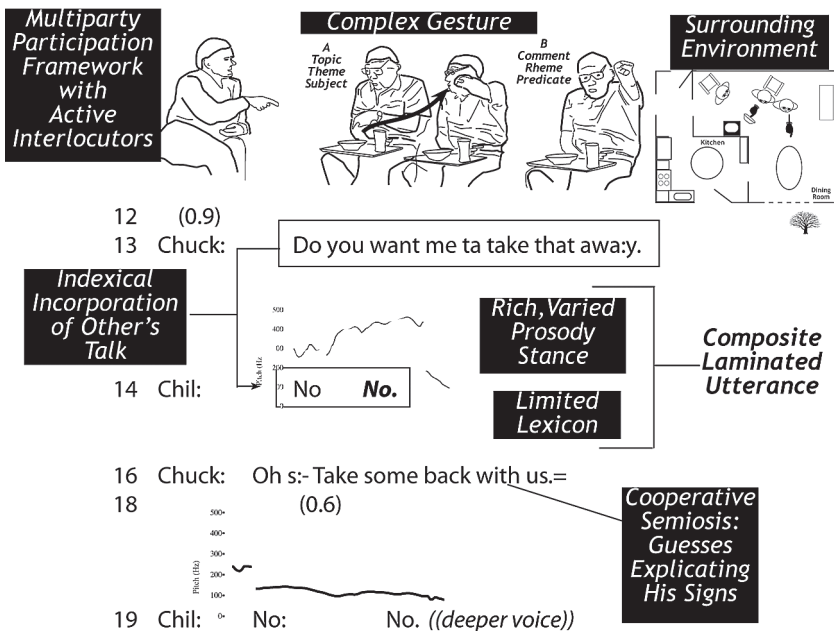 Multiparty
Participation
Framework
with
Active
Interlocutors
Complex Gesture
A
Topic
Theme
Subject
B
Comment
Rheme
Predicate
Surrounding
Environment
Kitchen
Dining
Room
12 (0.9)
13 Chuck: Do you want me ta take that awa:y.
Indexical
Incorporation
of Other's
Talk
500
400
00
200
Pitch (Hz
00
0
Rich,Varied
Prosody
Stance
Limited
Lexicon
Composite
Laminated
Utterance
14 Chil: No No.
16 Chuck: Oh s:- Take some back with us.=
18 (0.6)
Cooperative
Semiosis:
Guesses
Explicating
His Signs
500
400
300
200
100
0
Pitch (Hz)
19 Chil: No: No. ((deeper voice))